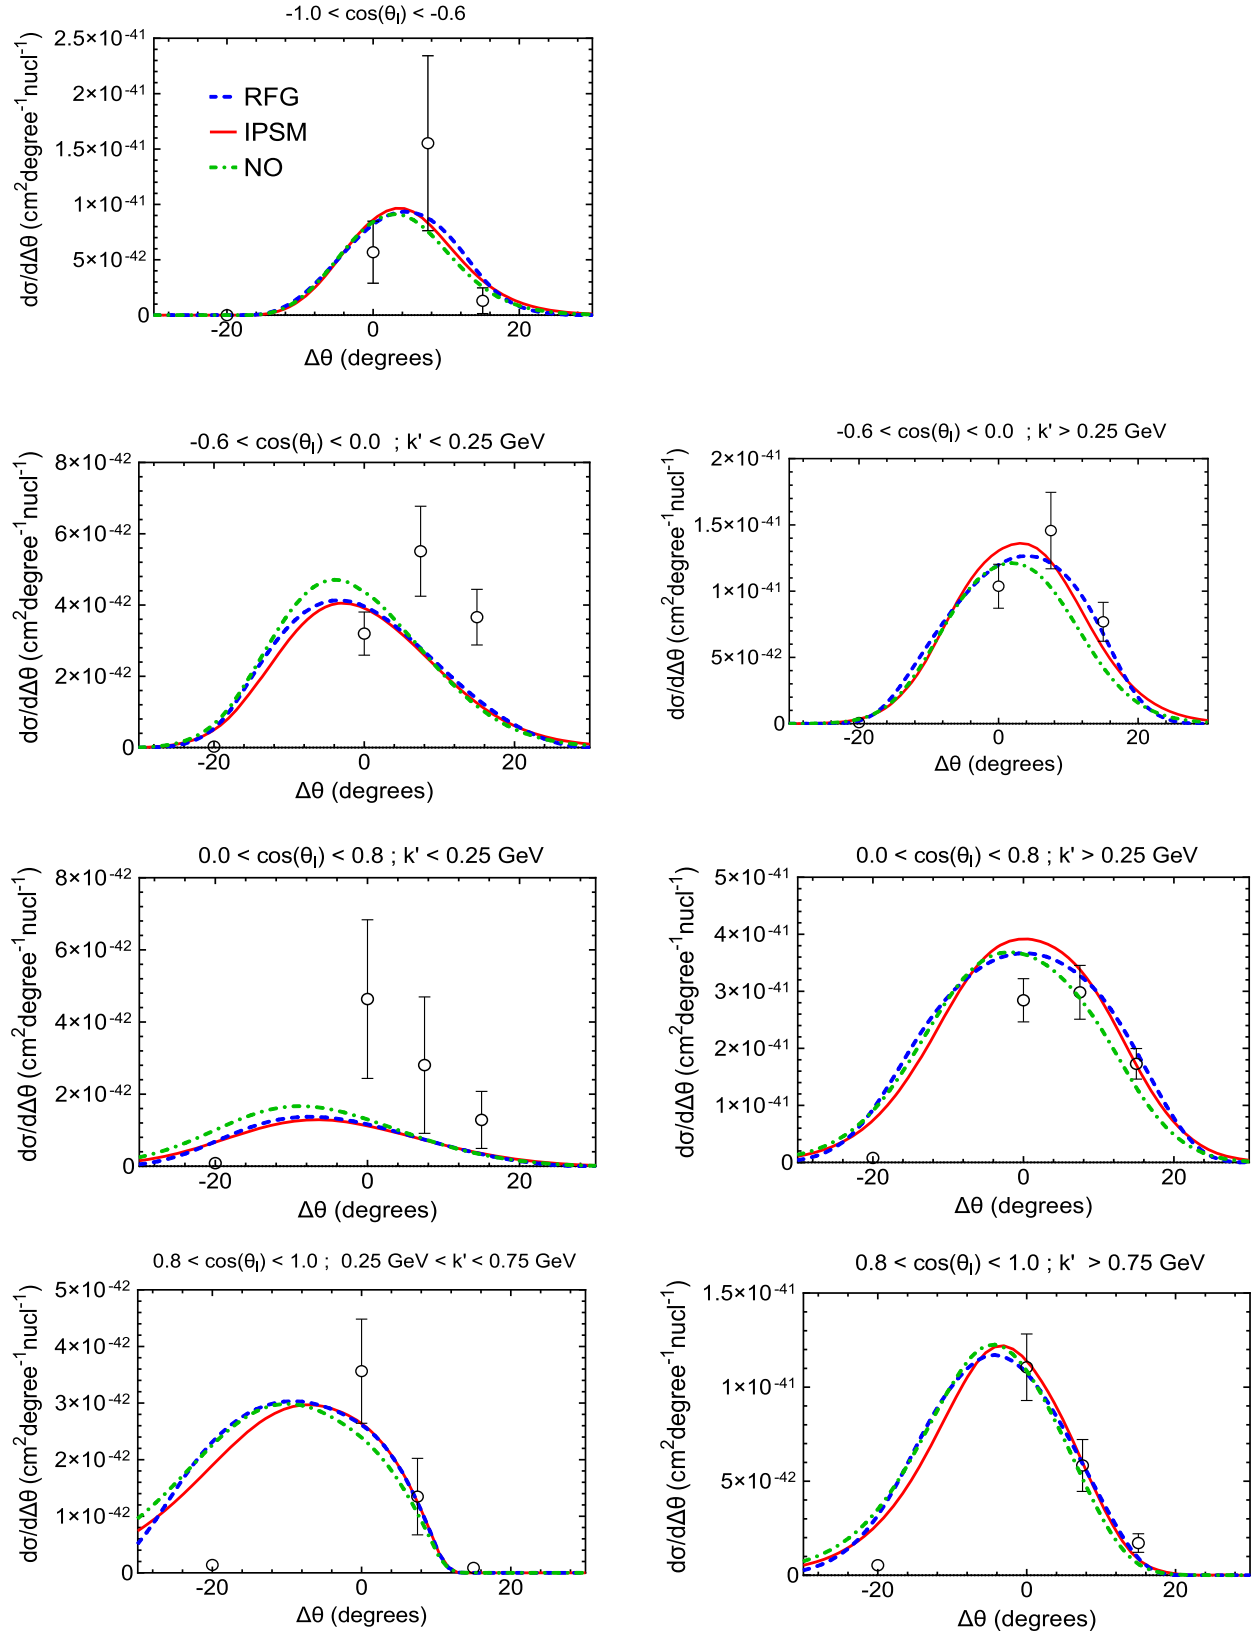 -1.0 < cos(θl) < -0.6
2.5×10-41
1.5×10-41
1×10-41
5×10-42
0
-20 0 20
Δθ (degrees)
dσ/dΔθ (cm2degree-1nucl-1)
RFG
IPSM
NO
-0.6 < cos(θl) < 0.0 ; k' < 0.25 GeV
8×10-42
6×10-42
4×10-42
2×10-42
0
-20 0 20
Δθ (degrees)
dσ/dΔθ (cm2degree-1nucl-1)
-0.6 < cos(θl) < 0.0 ; k' > 0.25 GeV
2×10-41
1.5×10-41
1×10-41
5×10-42
0
-20 0 20
Δθ (degrees)
dσ/dΔθ (cm2degree-1nucl-1)
0.0 < cos(θl) < 0.8 ; k' < 0.25 GeV
8×10-42
6×10-42
4×10-42
2×10-42
0
-20 0 20
Δθ (degrees)
dσ/dΔθ (cm2degree-1nucl-1)
0.0 < cos(θl) < 0.8 ; k' > 0.25 GeV
5×10-41
4×10-41
3×10-41
2×10-41
1×10-41
0
-20 0 20
Δθ (degrees)
dσ/dΔθ (cm2degree-1nucl-1)
0.8 < cos(θl) < 1.0 ; 0.25 GeV < k' < 0.75 GeV
5×10-42
4×10-42
3×10-42
2×10-42
1×10-42
0
-20 0 20
Δθ (degrees)
dσ/dΔθ (cm2degree-1nucl-1)
0.8 < cos(θl) < 1.0 ; k' > 0.75 GeV
1.5×10-41
1×10-41
5×10-42
0
-20 0 20
Δθ (degrees)
dσ/dΔθ (cm2degree-1nucl-1)